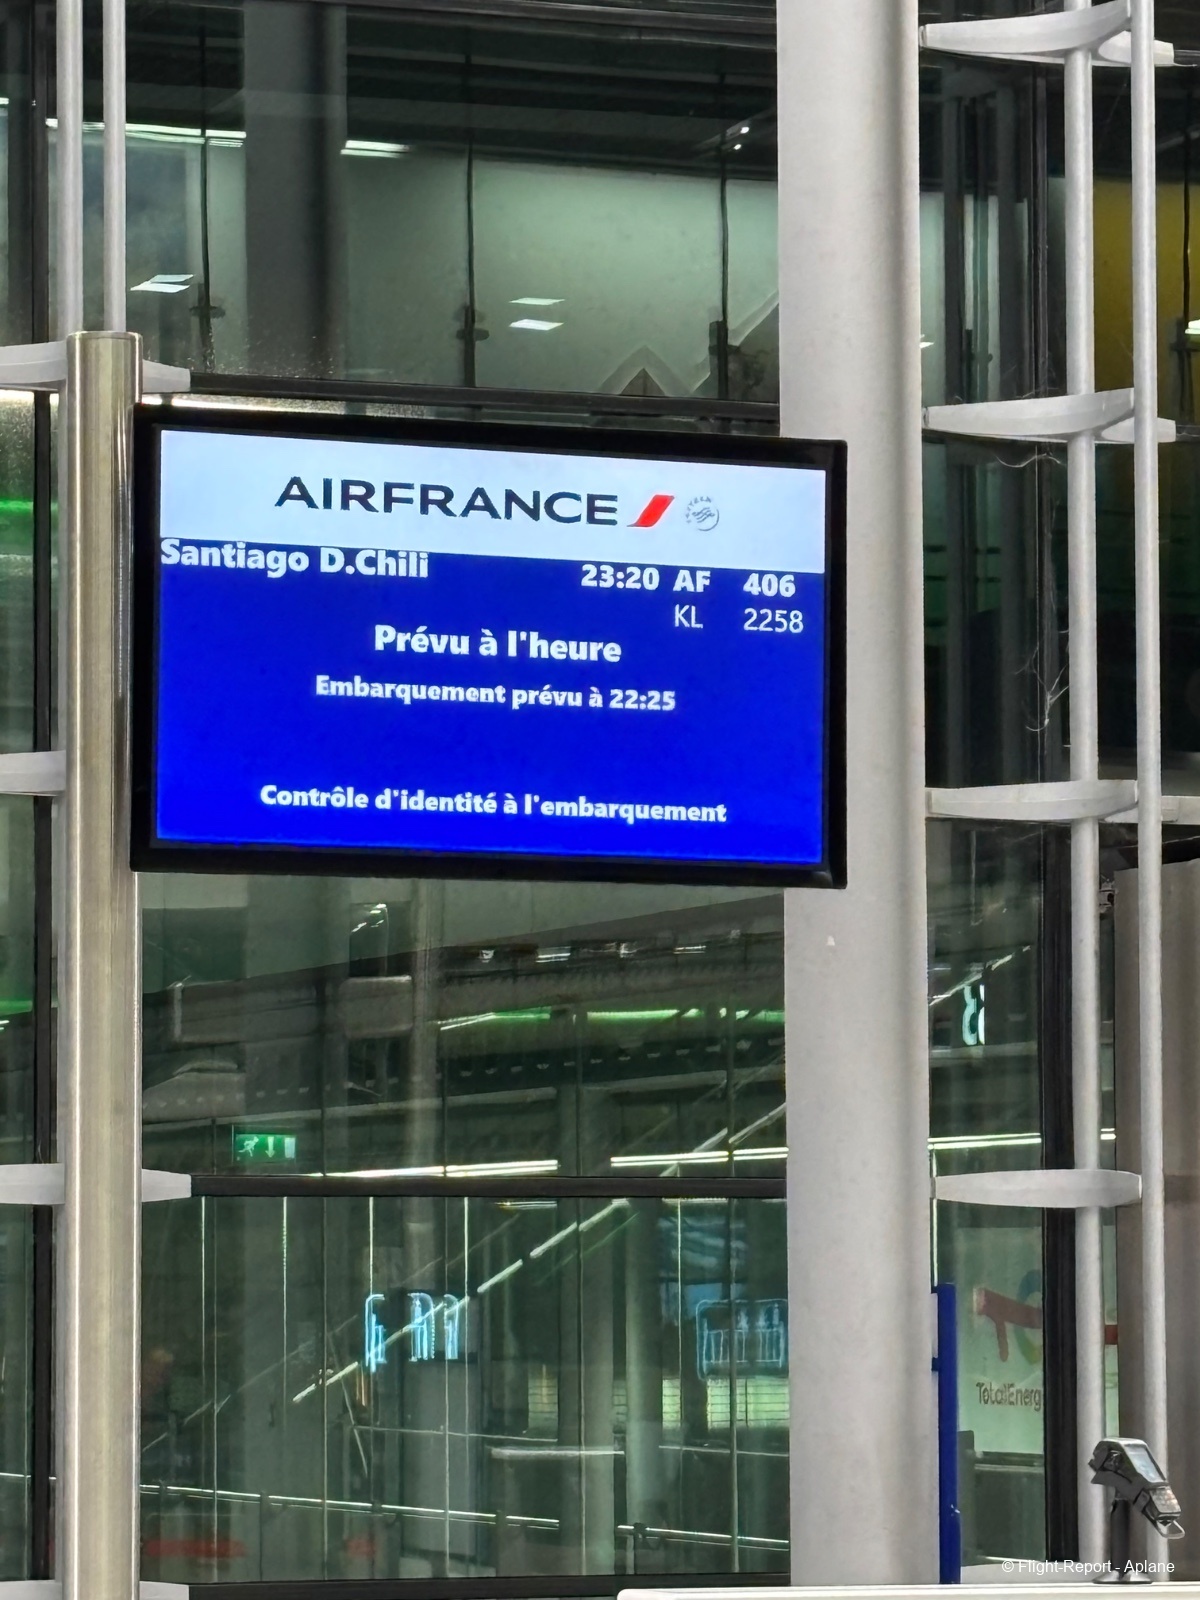 AIRFRANCE
Santiago D.Chili 23:20 AF 406
KL 2258
Prévu à l'heure
Embarquement prévu à 22:25
Contrôle d'identité à l'embarquement
TotalEnerg
© Flight-Report - Aplane